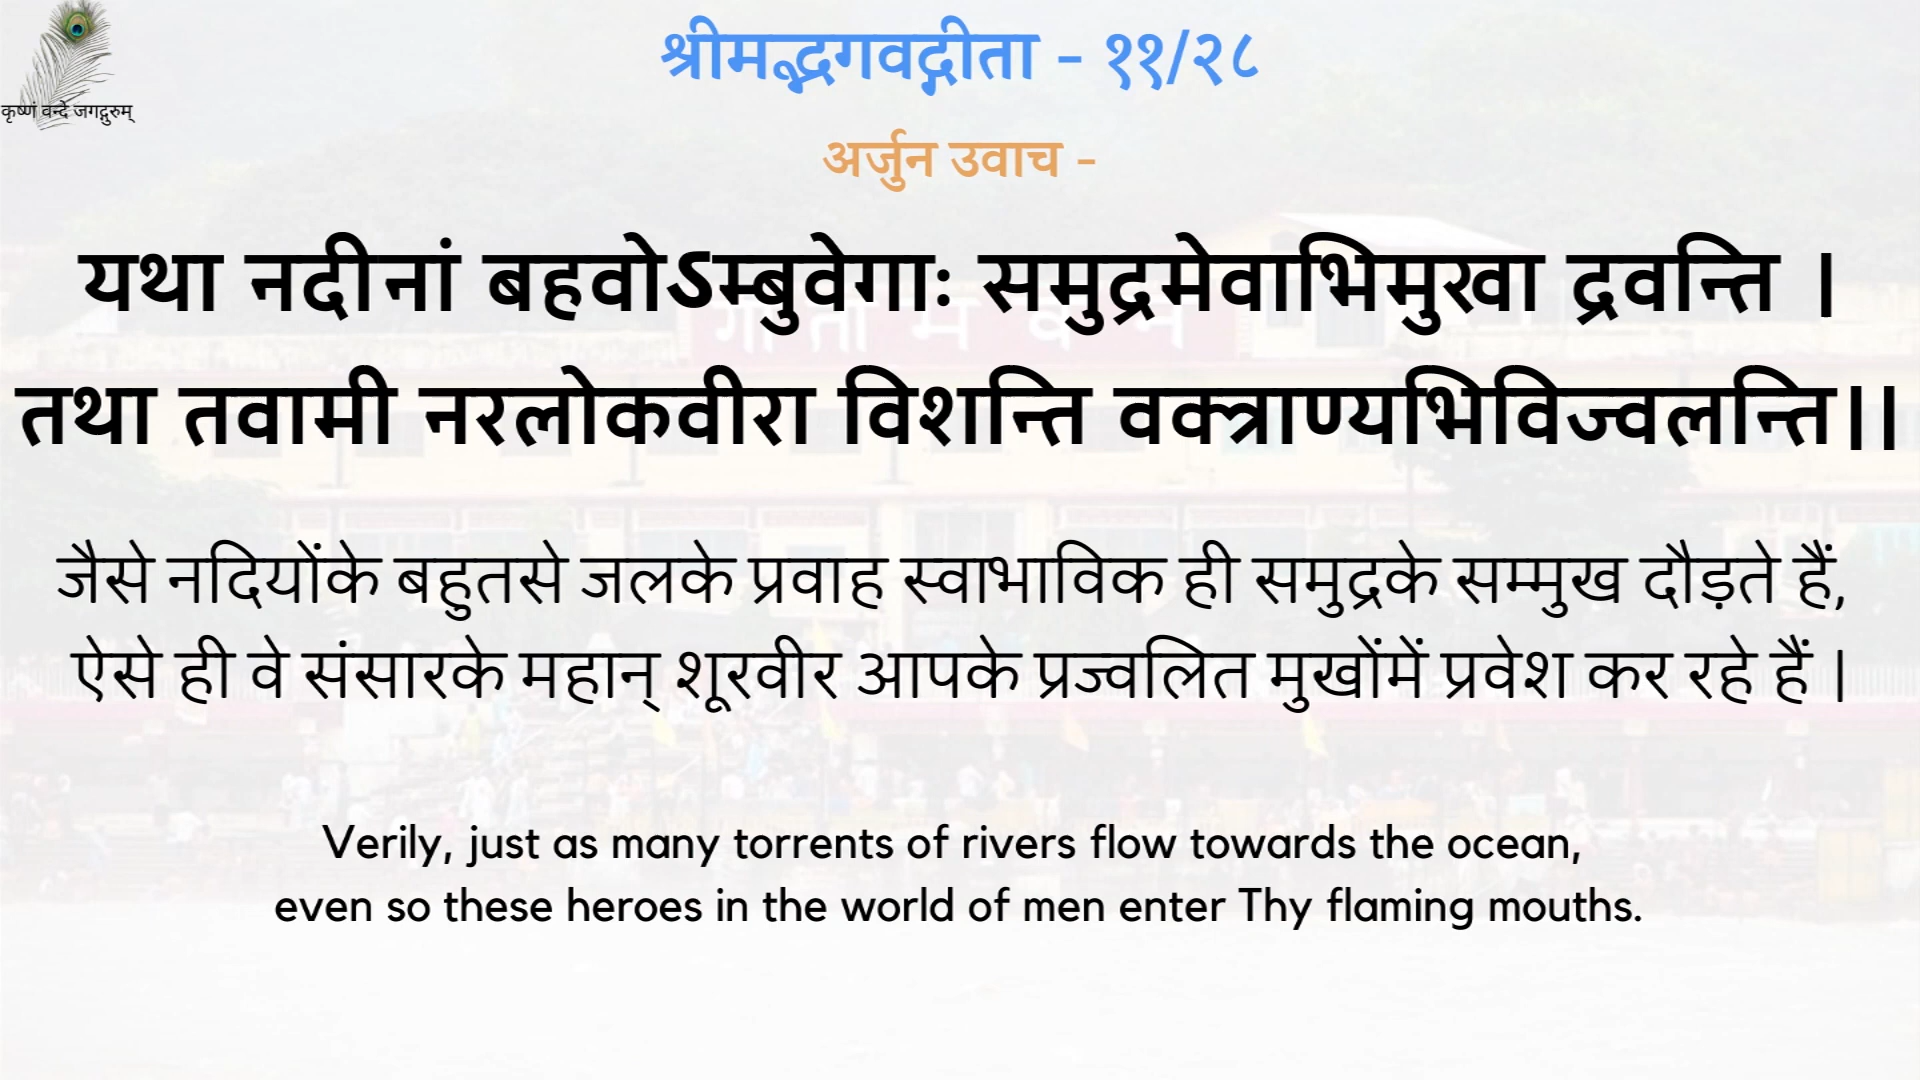 श्रीमद्भगवद्गीता - ११/२८
कृष्णं वन्दे जगद्गुरुम्
अर्जुन उवाच -
यथा नदीनां बहवोऽम्बुवेगाः समुद्रमेवाभिमुखा द्रवन्ति ।
तथा तवामी नरलोकवीरा विशन्ति वक्त्राण्यभिविज्वलन्ति।।
जैसे नदियोंके बहुतसे जलके प्रवाह स्वाभाविक ही समुद्रके सम्मुख दौड़ते हैं,
ऐसे ही वे संसारके महान् शूरवीर आपके प्रज्वलित मुखोंमें प्रवेश कर रहे हैं |
Verily, just as many torrents of rivers flow towards the ocean,
even so these heroes in the world of men enter Thy flaming mouths.